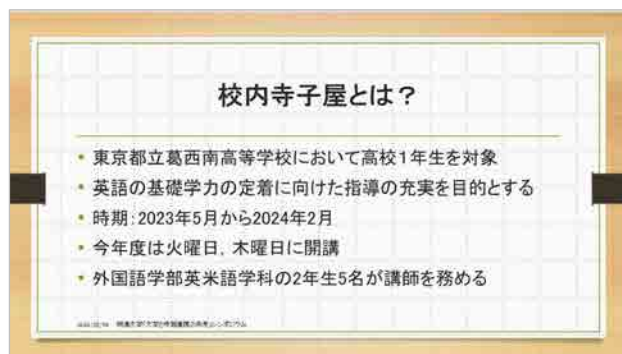 校内寺子屋とは？
東京都立葛西南高等学校において高校1年生を対象
英語の基礎学力の定着に向けた指導の充実を目的とする
時期：2023年5月から2024年2月
今年度は火曜日，木曜日に開講
外国語学部英米語学科の2年生5名が講師を務める